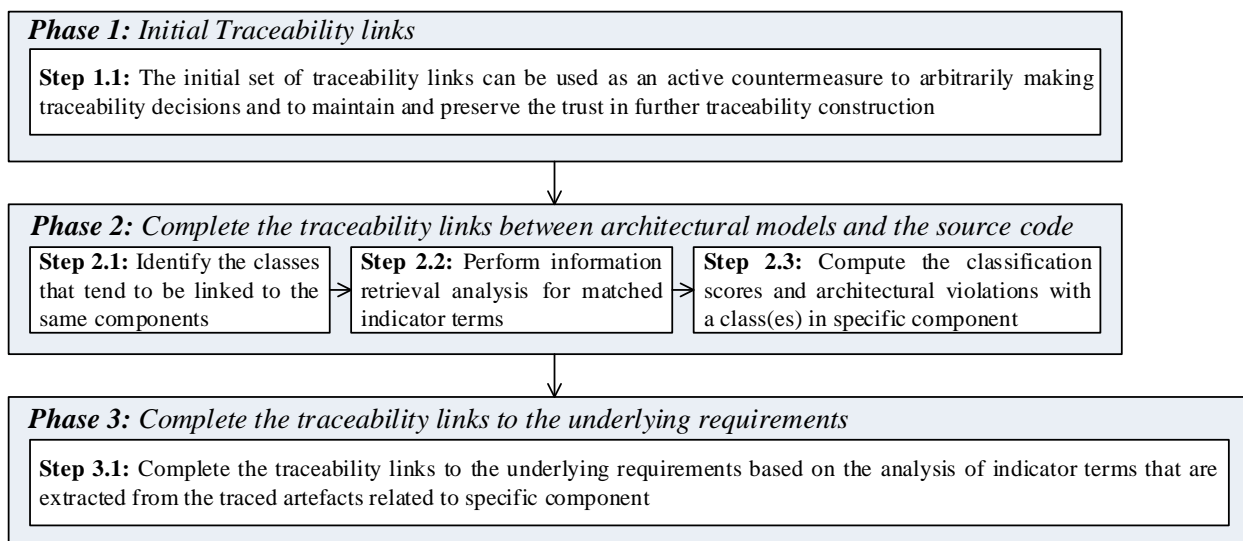 Phase 1: Initial Traceability links
Step 1.1: The initial set of traceability links can be used as an active countermeasure to arbitrarily making
traceability decisions and to maintain and preserve the trust in further traceability construction
Phase 2: Complete the traceability links between architectural models and the source code
Step 2.1: Identify the classes
that tend to be linked to the
same components
Step 2.2: Perform information
retrieval analysis for matched
indicator terms
Step 2.3: Compute the classification
scores and architectural violations with
a class(es) in specific component
Phase 3: Complete the traceability links to the underlying requirements
Step 3.1: Complete the traceability links to the underlying requirements based on the analysis of indicator terms that are
extracted from the traced artefacts related to specific component